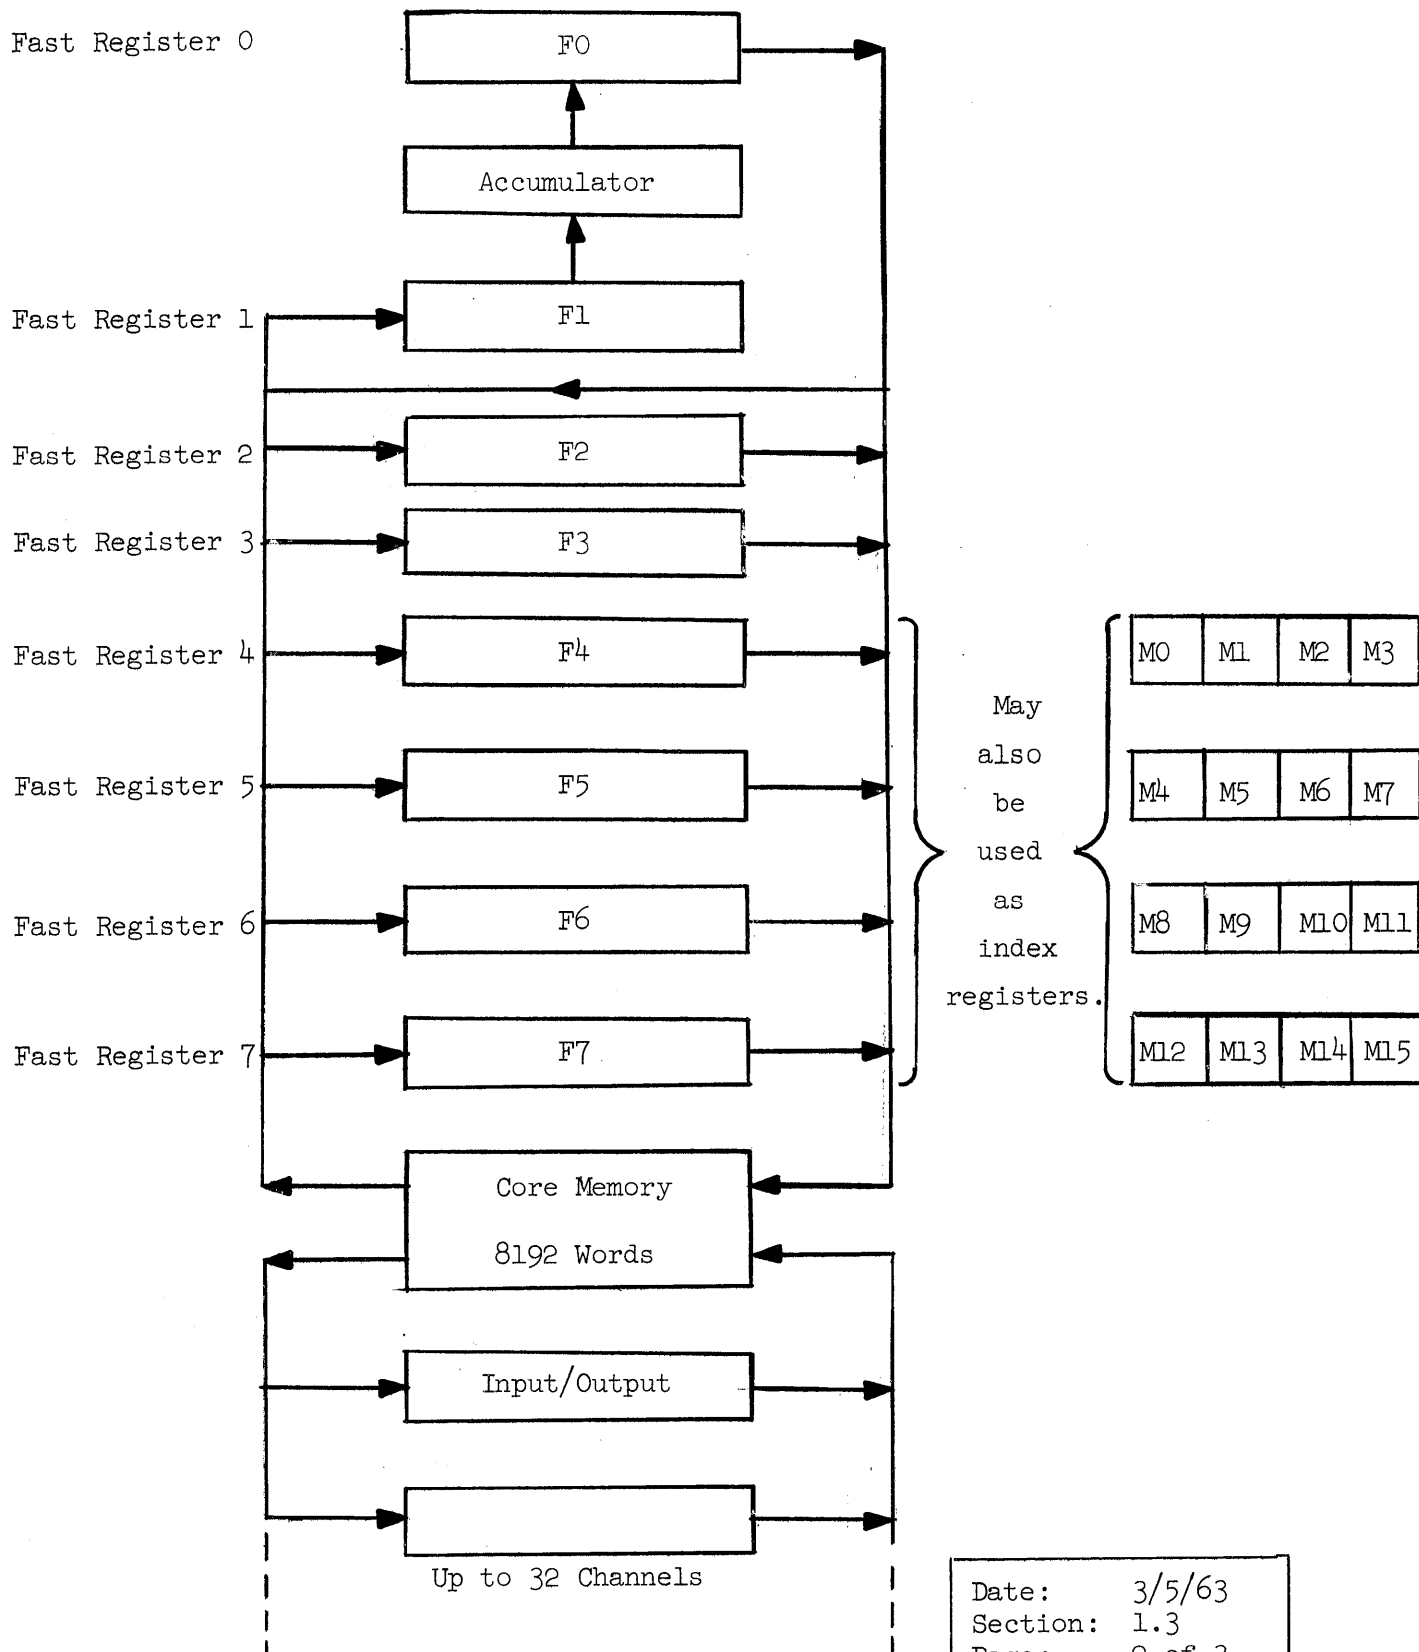 Fast Register 0
F0
Accumulator
Fast Register 1
F1
Fast Register 2
F2
Fast Register 3
F3
Fast Register 4
F4
M0 M1 M2 M3
May
also
be
used
as
index
registers.
Fast Register 5
F5
M4 M5 M6 M7
Fast Register 6
F6
M8 M9 M10 M11
Fast Register 7
F7
M12 M13 M14 M15
Core Memory
8192 Words
Input/Output
Up to 32 Channels
Date: 3/5/63
Section: 1.3